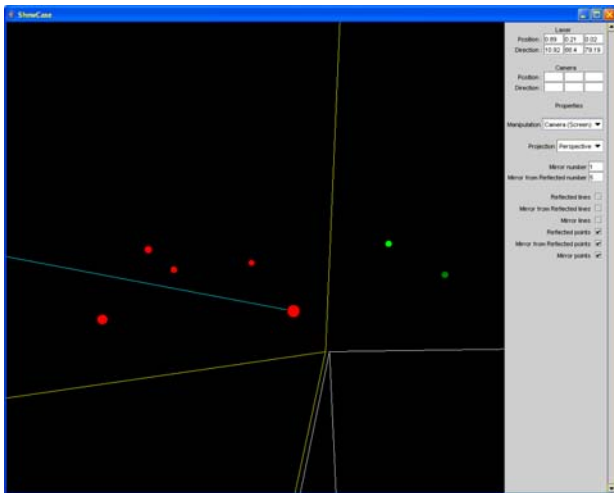 ShowCase
Laser
Position : 0.89 0.21 0.02
Direction : 10.92 88.4 79.19
Camera
Position :
Direction :
Properties
Manipulation Camera (Screen)
Projection Perspective
Mirror number 1
Mirror from Reflected number 5
Reflected lines
Mirror from Reflected lines
Mirror lines
Reflected points
Mirror from Reflected points
Mirror points